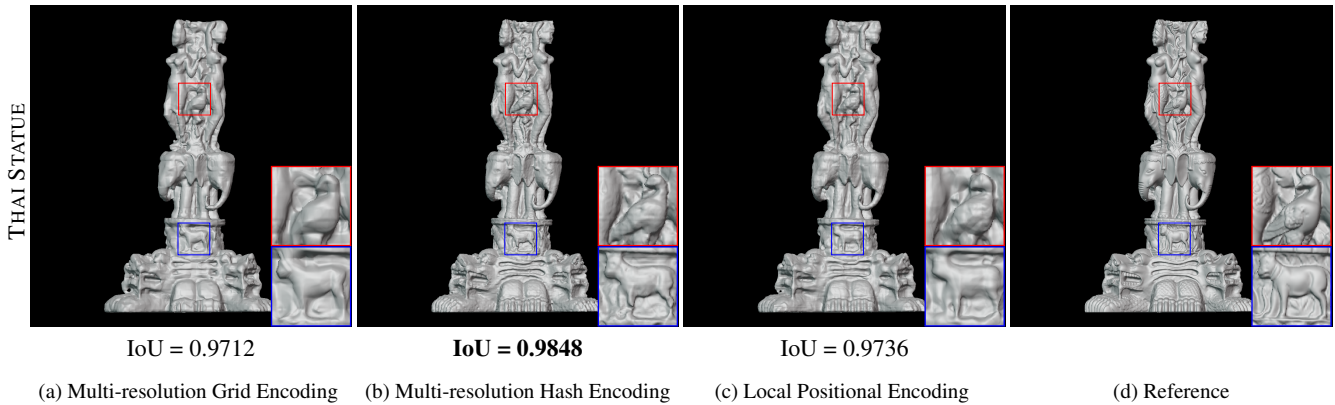 THAI STATUE
IoU = 0.9712
IoU = 0.9848
IoU = 0.9736
(a) Multi-resolution Grid Encoding
(b) Multi-resolution Hash Encoding
(c) Local Positional Encoding
(d) Reference